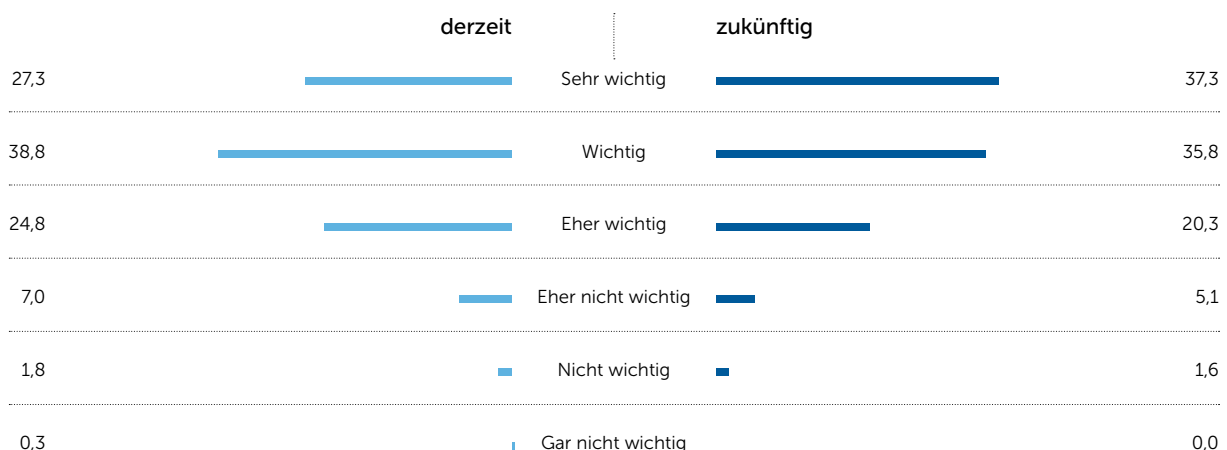 derzeit zukünftig
27,3 Sehr wichtig 37,3
38,8 Wichtig 35,8
24,8 Eher wichtig 20,3
7,0 Eher nicht wichtig 5,1
1,8 Nicht wichtig 1,6
0,3 Gar nicht wichtig 0,0